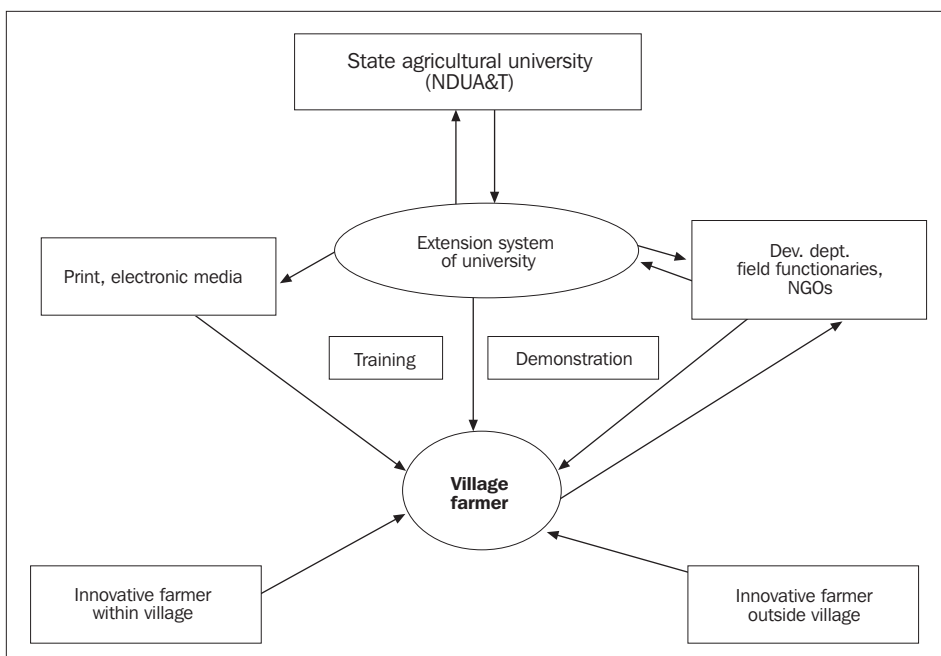 State agricultural university
(NDUA&T)
Extension system
of university
Print, electronic media
Dev. dept.
field functionaries,
NGOs
Training
Demonstration
Village
farmer
Innovative farmer
within village
Innovative farmer
outside village